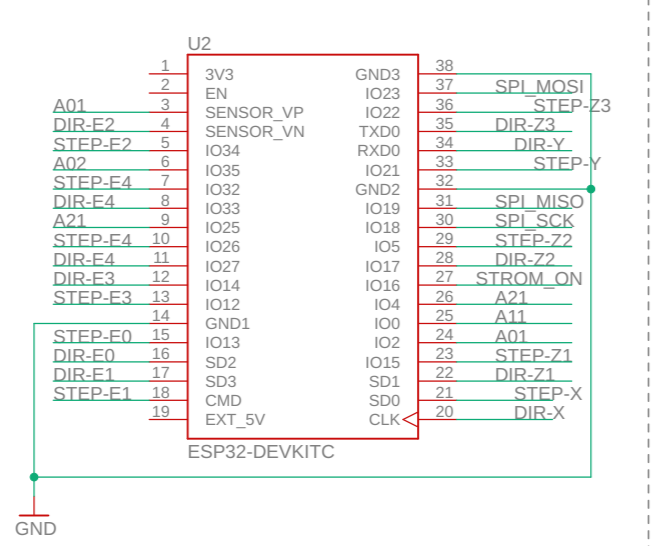 U2
1 3V3 GND3 38
2 EN IO23 37 SPI_MOSI
A01 3 SENSOR_VP IO22 36 STEP-Z3
DIR-E2 4 SENSOR_VN TXD0 35 DIR-Z3
STEP-E2 5 IO34 RXD0 34 DIR-Y
A02 6 IO35 IO21 33 STEP-Y
STEP-E4 7 IO32 GND2 32
DIR-E4 8 IO33 IO19 31 SPI_MISO
A21 9 IO25 IO18 30 SPI_SCK
STEP-E4 10 IO26 IO5 29 STEP-Z2
DIR-E4 11 IO27 IO17 28 DIR-Z2
DIR-E3 12 IO14 IO16 27 STROM_ON
STEP-E3 13 IO12 IO4 26 A21
14 GND1 IO0 25 A11
STEP-E0 15 IO13 IO2 24 A01
DIR-E0 16 SD2 IO15 23 STEP-Z1
DIR-E1 17 SD3 SD1 22 DIR-Z1
STEP-E1 18 CMD SD0 21 STEP-X
19 EXT_5V CLK 20 DIR-X
ESP32-DEVKITC
GND